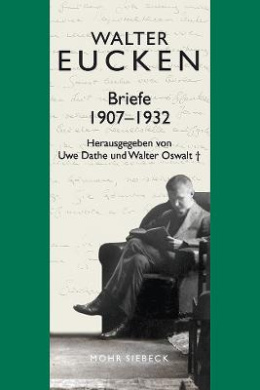 WALTER
EUCKEN
Briefe
1907–1932
Herausgegeben von
Uwe Dathe und Walter Oswalt †
MOHR SIEBECK